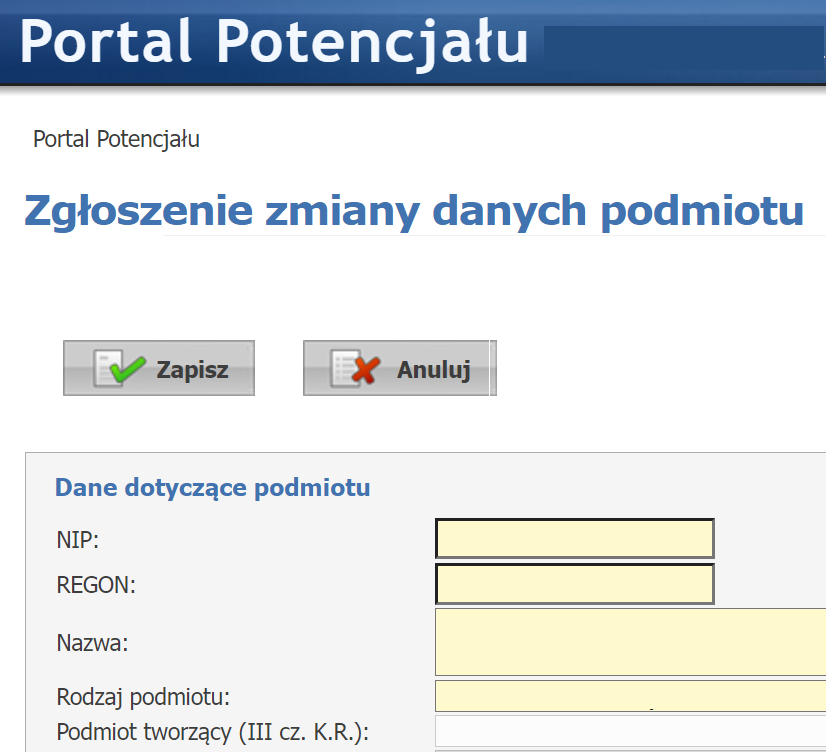 Portal Potencjału
Portal Potencjału
Zgłoszenie zmiany danych podmiotu
Zapisz Anuluj
Dane dotyczące podmiotu
NIP:
REGON:
Nazwa:
Rodzaj podmiotu:
Podmiot tworzący (III cz. K.R.):